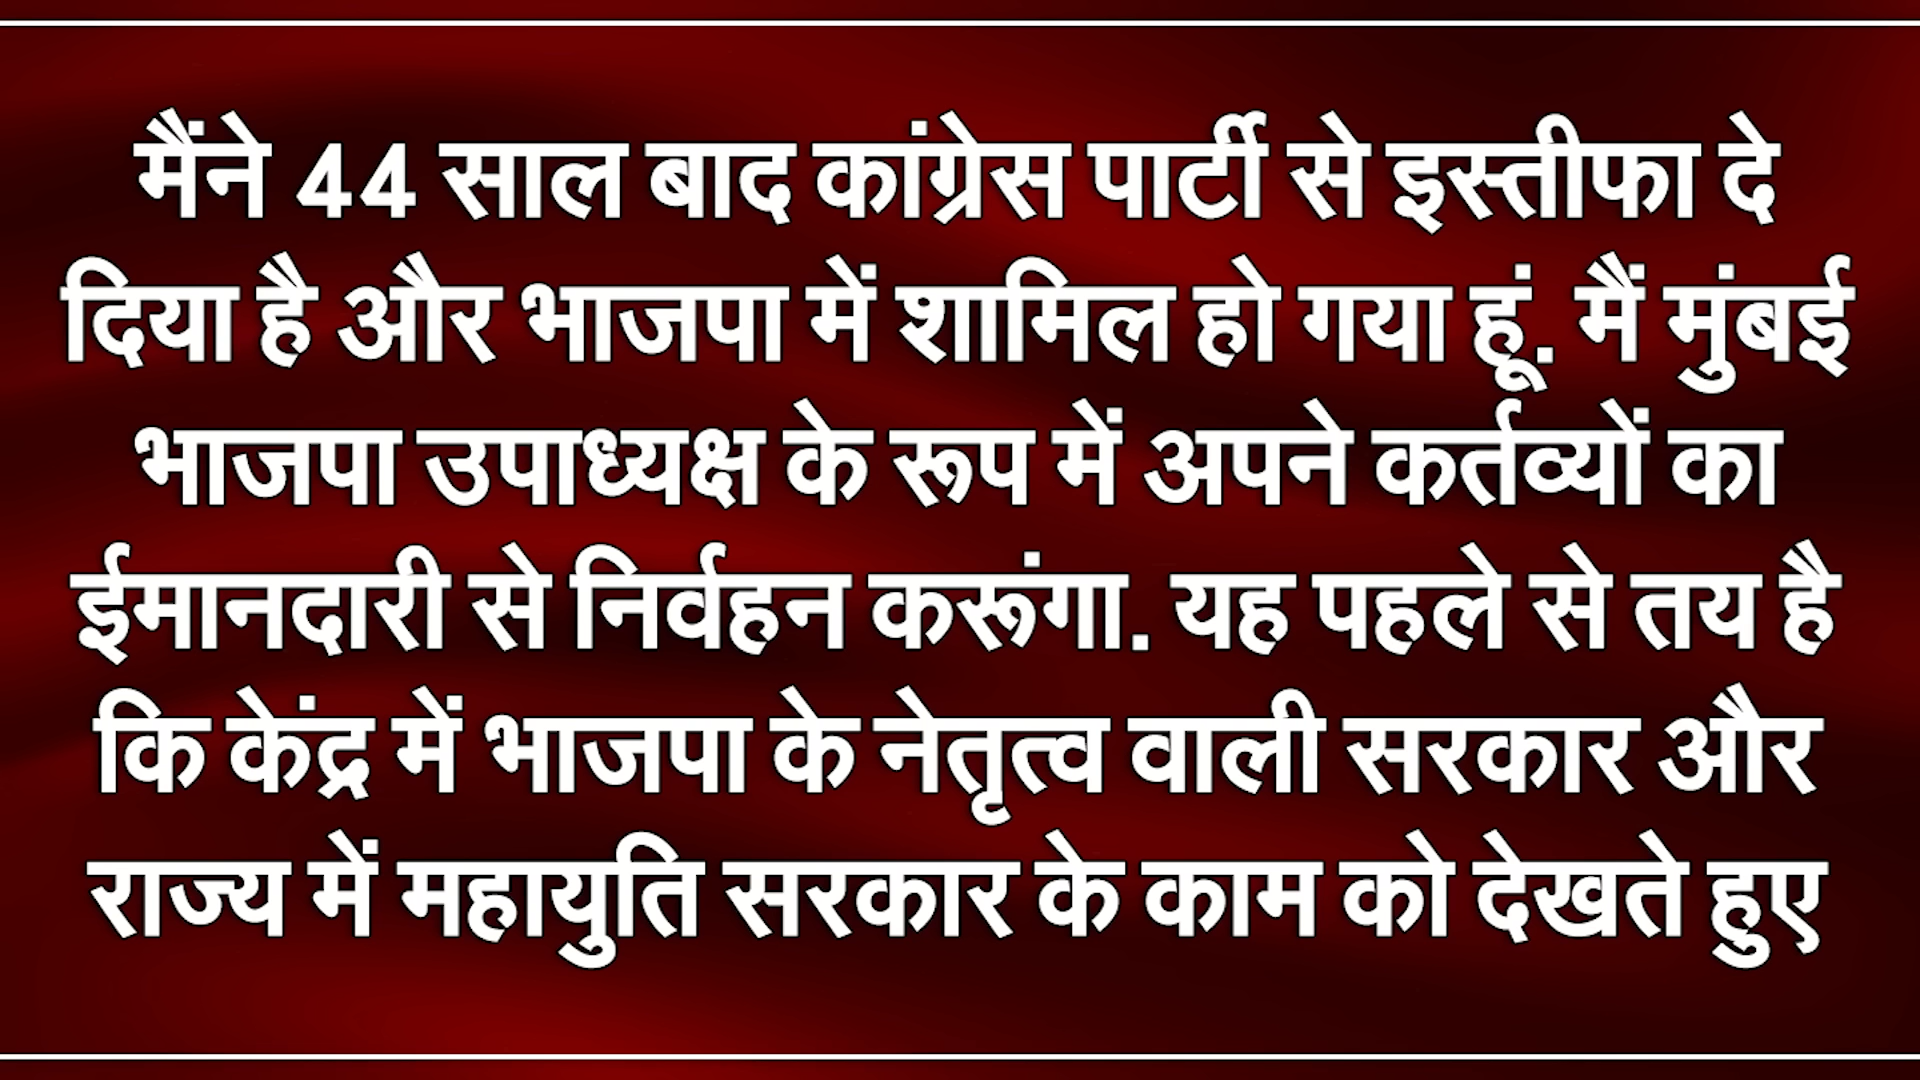 मैंने 44 साल बाद कांग्रेस पार्टी से इस्तीफा दे
दिया है और भाजपा में शामिल हो गया हूं. मैं मुंबई
भाजपा उपाध्यक्ष के रूप में अपने कर्तव्यों का
ईमानदारी से निर्वहन करूंगा. यह पहले से तय है
कि केंद्र में भाजपा के नेतृत्व वाली सरकार और
राज्य में महायुति सरकार के काम को देखते हुए